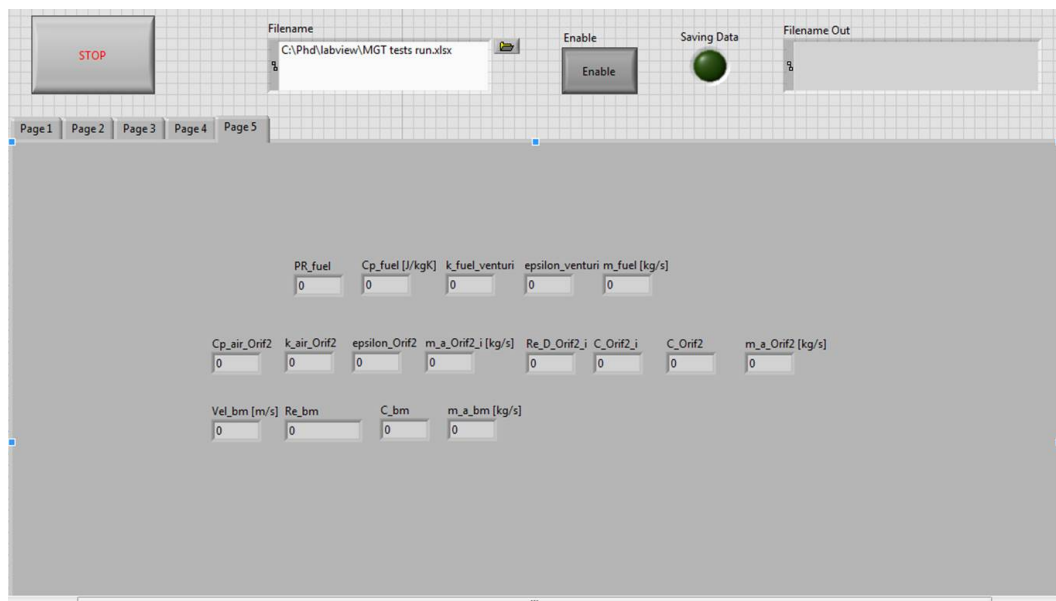 STOP
Filename
C:\Phd\labview\MGT tests run.xlsx
Enable
Enable
Saving Data
Filename Out
Page 1 Page 2 Page 3 Page 4 Page 5
PR_fuel Cp_fuel [J/kgK] k_fuel_venturi epsilon_venturi m_fuel [kg/s]
0 0 0 0 0
Cp_air_Orif2 k_air_Orif2 epsilon_Orif2 m_a_Orif2_i [kg/s] Re_D_Orif2_i C_Orif2_i C_Orif2 m_a_Orif2 [kg/s]
0 0 0 0 0 0 0 0
Vel_bm [m/s] Re_bm C_bm m_a_bm [kg/s]
0 0 0 0